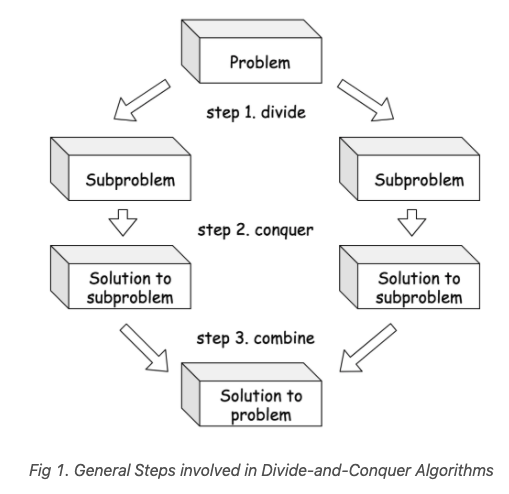 Problem
step 1. divide
Subproblem
Subproblem
step 2. conquer
Solution to
subproblem
Solution to
subproblem
step 3. combine
Solution to
problem
Fig 1. General Steps involved in Divide-and-Conquer Algorithms